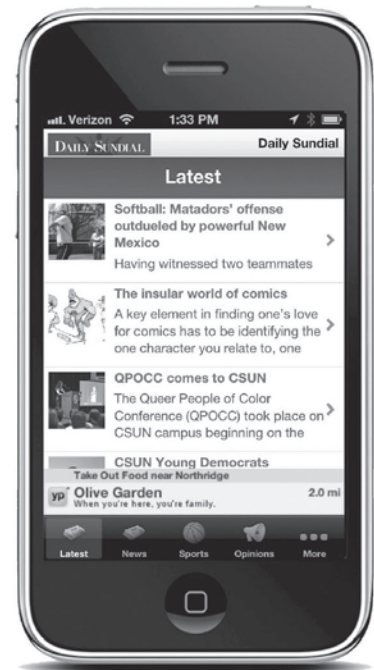 Verizon 1:33 PM
DAILY SUNDIAL Daily Sundial
Latest
Softball: Matadors' offense
outdueled by powerful New
Mexico
Having witnessed two teammates
The insular world of comics
A key element in finding one's love
for comics has to be identifying the
one character you relate to, one
QPOCC comes to CSUN
The Queer People of Color
Conference (QPOCC) took place on
CSUN campus beginning on the
CSUN Young Democrats
Take Out Food near Northridge
yp Olive Garden 2.0 mi
When you're here, you're family.
Latest News Sports Opinions More